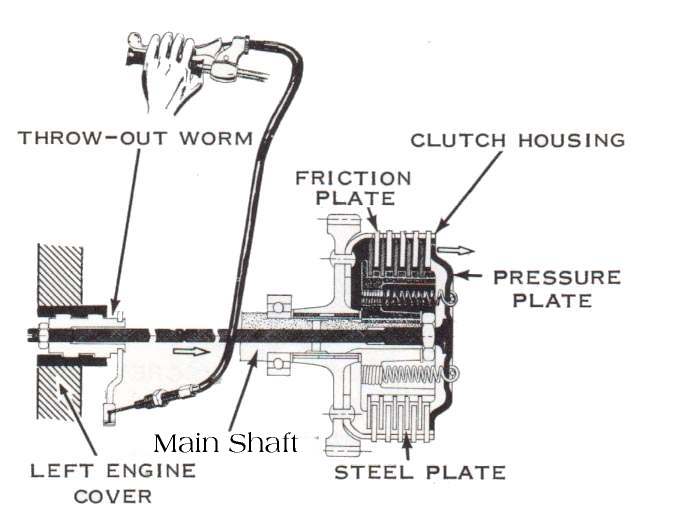 THROW-OUT WORM
CLUTCH HOUSING
FRICTION
PLATE
PRESSURE
PLATE
Main Shaft
LEFT ENGINE
COVER
STEEL PLATE